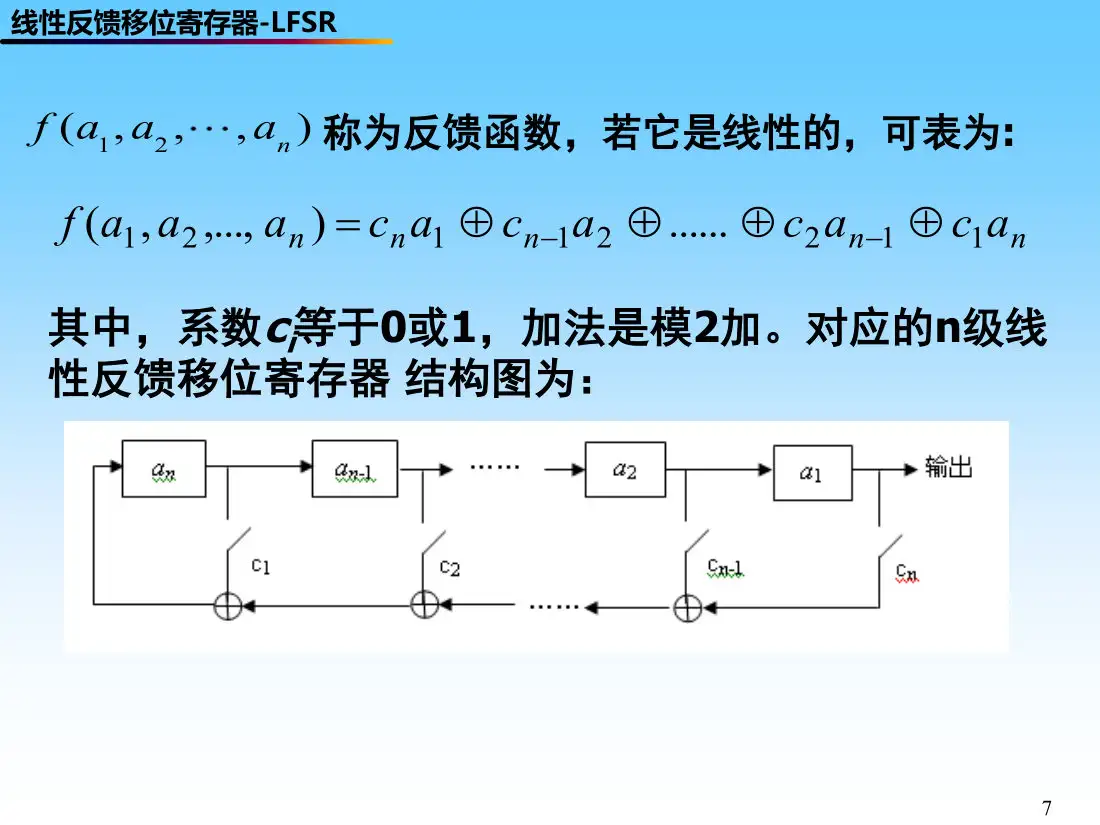 线性反馈移位寄存器-LFSR
f(a₁,a₂,⋯,aₙ)称为反馈函数，若它是线性的，可表为:
f(a₁,a₂,...,aₙ)=cₙa₁⊕cₙ₋₁a₂⊕......⊕c₂aₙ₋₁⊕c₁aₙ
其中，系数cᵢ等于0或1，加法是模2加。对应的n级线
性反馈移位寄存器 结构图为：
aₙ aₙ₋₁ …… a₂ a₁ 输出
c₁ c₂ cₙ₋₁ cₙ
……
7